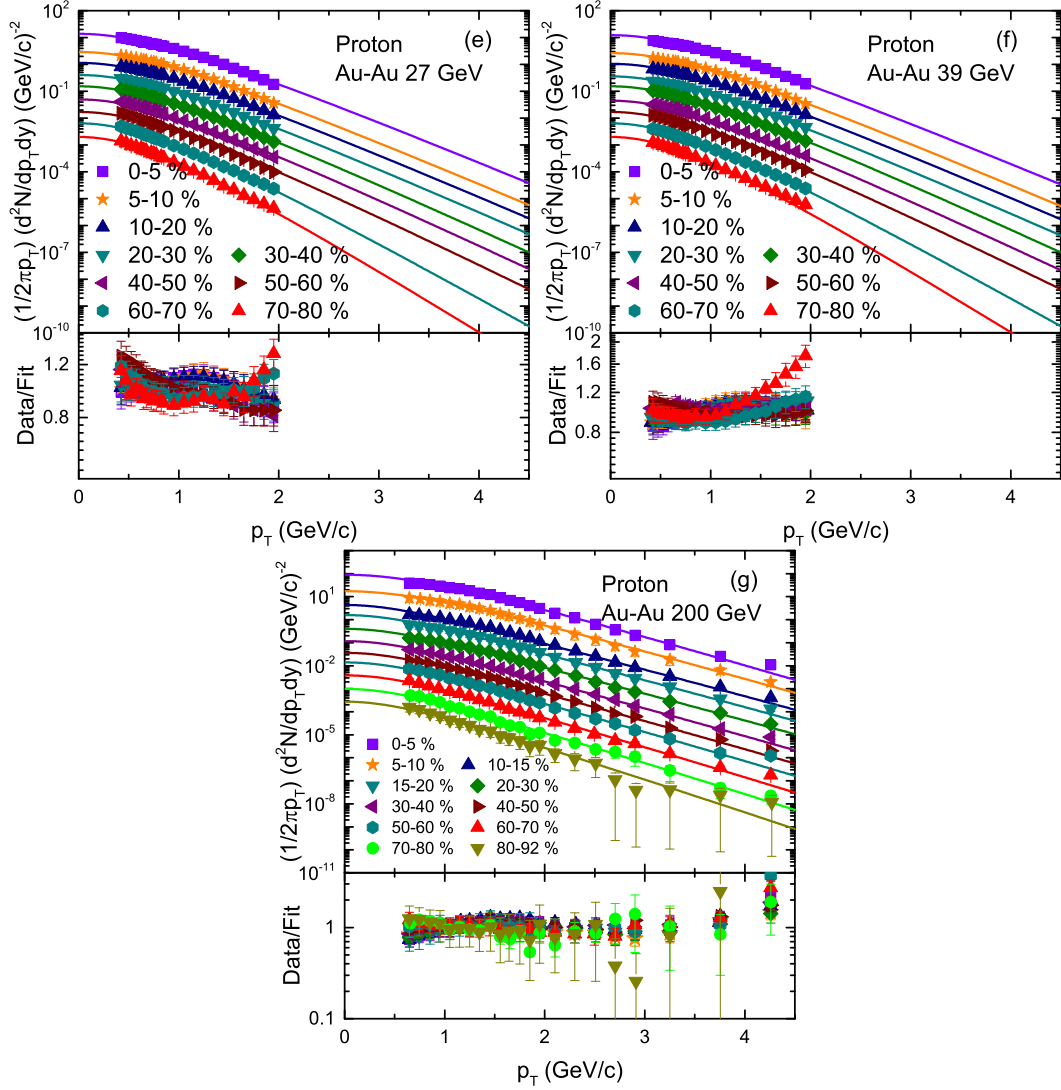 Proton (e)
Au-Au 27 GeV
(1/2πp_T) (d²N/dp_Tdy) (GeV/c)⁻²
10²
10⁻¹
10⁻⁴
10⁻⁷
10⁻¹⁰
0-5 %
5-10 %
10-20 %
20-30 % 30-40 %
40-50 % 50-60 %
60-70 % 70-80 %
Data/Fit
1.2
1.0
0.8
0 1 2 3 4
p_T (GeV/c)
Proton (f)
Au-Au 39 GeV
(1/2πp_T) (d²N/dp_Tdy) (GeV/c)⁻²
10²
10⁻¹
10⁻⁴
10⁻⁷
10⁻¹⁰
0-5 %
5-10 %
10-20 %
20-30 % 30-40 %
40-50 % 50-60 %
60-70 % 70-80 %
Data/Fit
2
1.6
1.2
0.8
0 1 2 3 4
p_T (GeV/c)
Proton (g)
Au-Au 200 GeV
(1/2πp_T) (d²N/dp_Tdy) (GeV/c)⁻²
10¹
10⁻²
10⁻⁵
10⁻⁸
10⁻¹¹
0-5 %
5-10 % 10-15 %
15-20 % 20-30 %
30-40 % 40-50 %
50-60 % 60-70 %
70-80 % 80-92 %
Data/Fit
1
0.1
0 1 2 3 4
p_T (GeV/c)